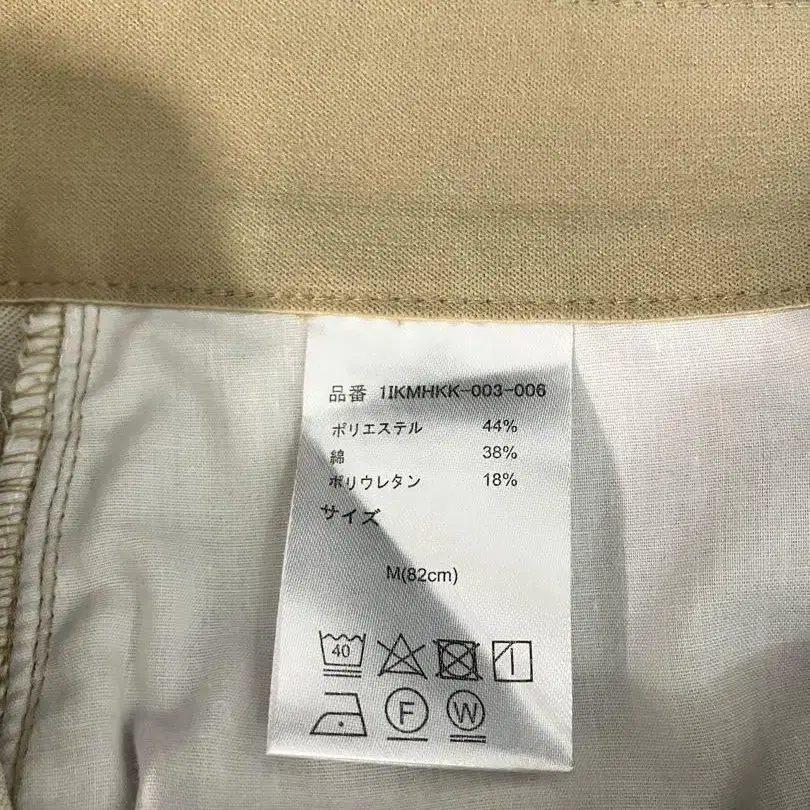 品番 1IKMHKK-003-006
ポリエステル 44%
綿 38%
ポリウレタン 18%
サイズ
M(82cm)
40
F W